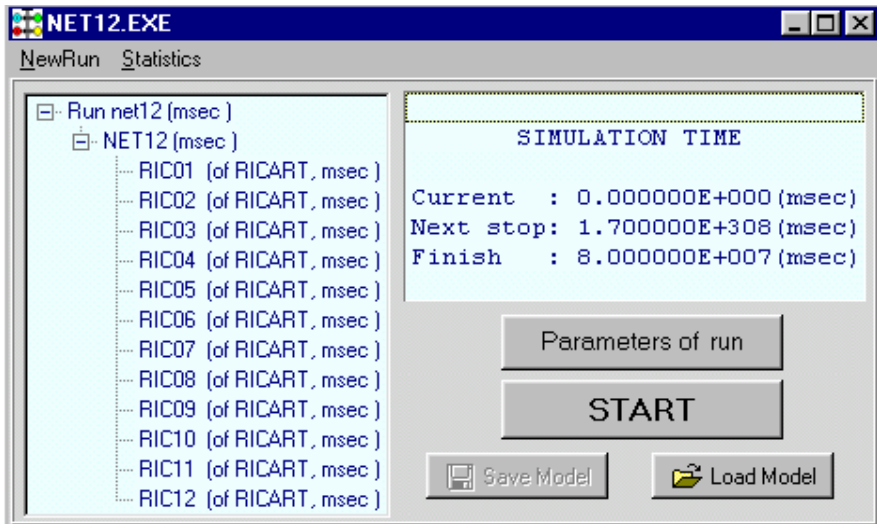 NET12.EXE
NewRun Statistics
Run net12 (msec )
NET12 (msec )
RIC01 (of RICART, msec )
RIC02 (of RICART, msec )
RIC03 (of RICART, msec )
RIC04 (of RICART, msec )
RIC05 (of RICART, msec )
RIC06 (of RICART, msec )
RIC07 (of RICART, msec )
RIC08 (of RICART, msec )
RIC09 (of RICART, msec )
RIC10 (of RICART, msec )
RIC11 (of RICART, msec )
RIC12 (of RICART, msec )
SIMULATION TIME
Current : 0.000000E+000(msec)
Next stop: 1.700000E+308(msec)
Finish : 8.000000E+007(msec)
Parameters of run
START
Save Model Load Model